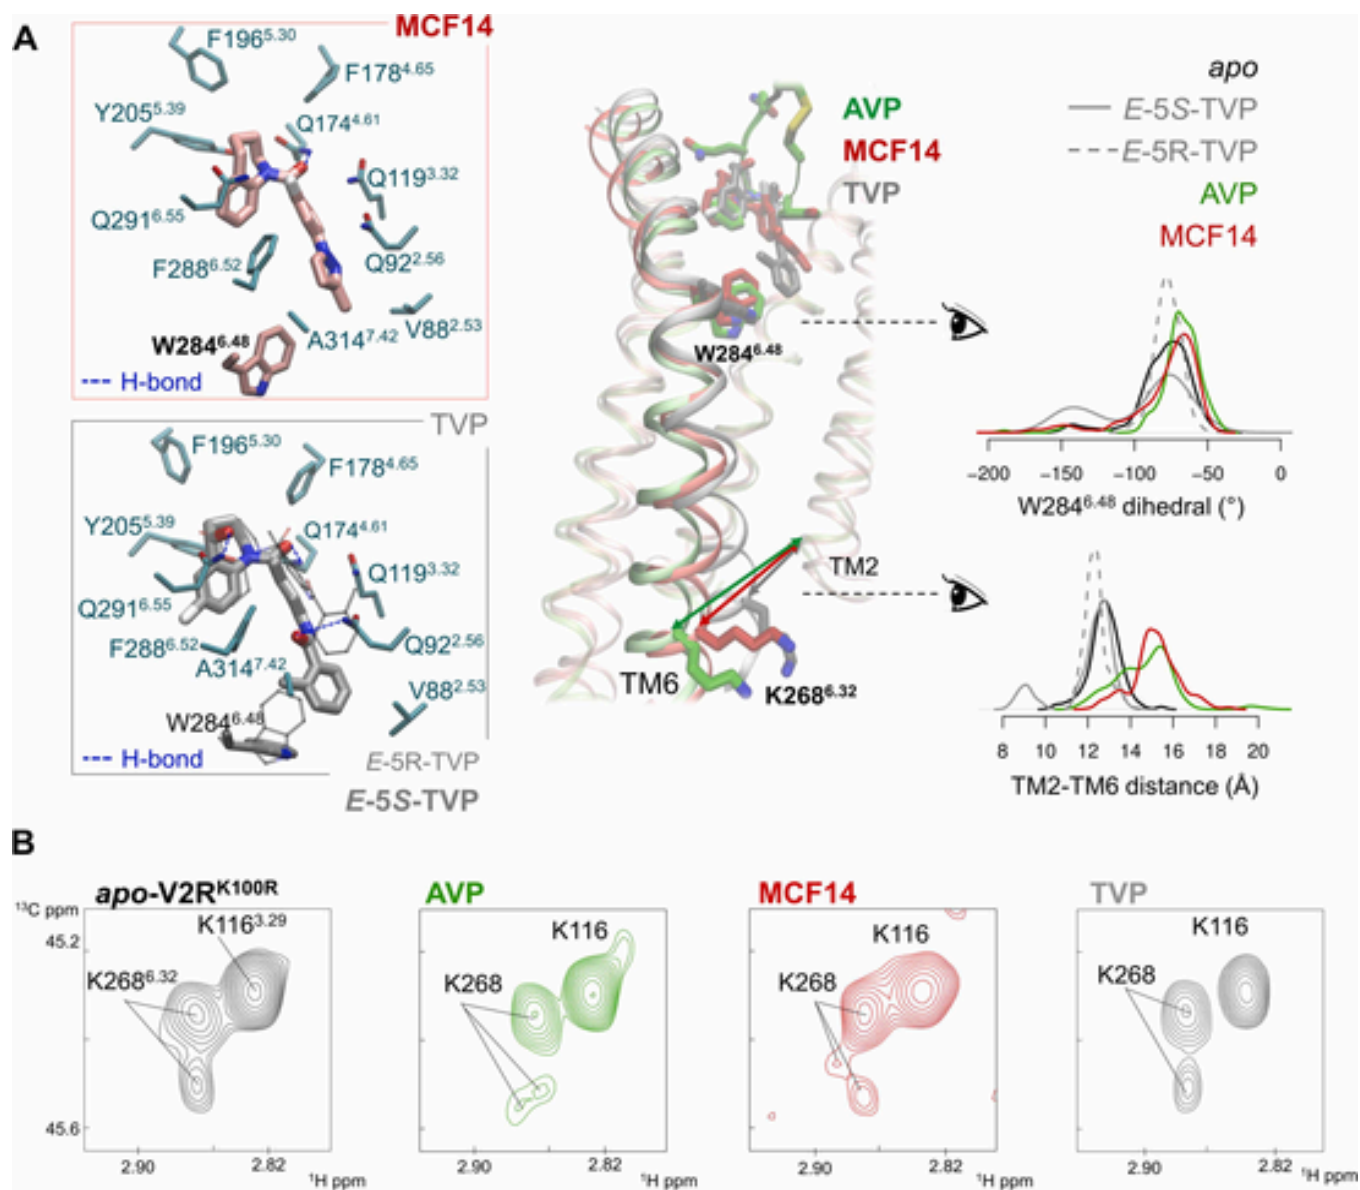 A
MCF14
F196^5.30
F178^4.65
Y205^5.39
Q174^4.61
Q119^3.32
Q291^6.55
Q92^2.56
F288^6.52
V88^2.53
A314^7.42
W284^6.48
H-bond
TVP
F196^5.30
F178^4.65
Y205^5.39
Q174^4.61
Q119^3.32
Q291^6.55
Q92^2.56
F288^6.52
A314^7.42
V88^2.53
W284^6.48
H-bond
E-5R-TVP
E-5S-TVP
AVP
MCF14
TVP
W284^6.48
TM2
TM6
K268^6.32
apo
E-5S-TVP
E-5R-TVP
AVP
MCF14
−200 −150 −100 −50 0
W284^6.48 dihedral (°)
8 10 12 14 16 18 20
TM2-TM6 distance (Å)
B
apo-V2R^K100R
13C ppm
45.2
45.6
K116^3.29
K268^6.32
2.90 2.82
1H ppm
AVP
K116
K268
2.90 2.82
1H ppm
MCF14
K116
K268
2.90 2.82
1H ppm
TVP
K116
K268
2.90 2.82
1H ppm